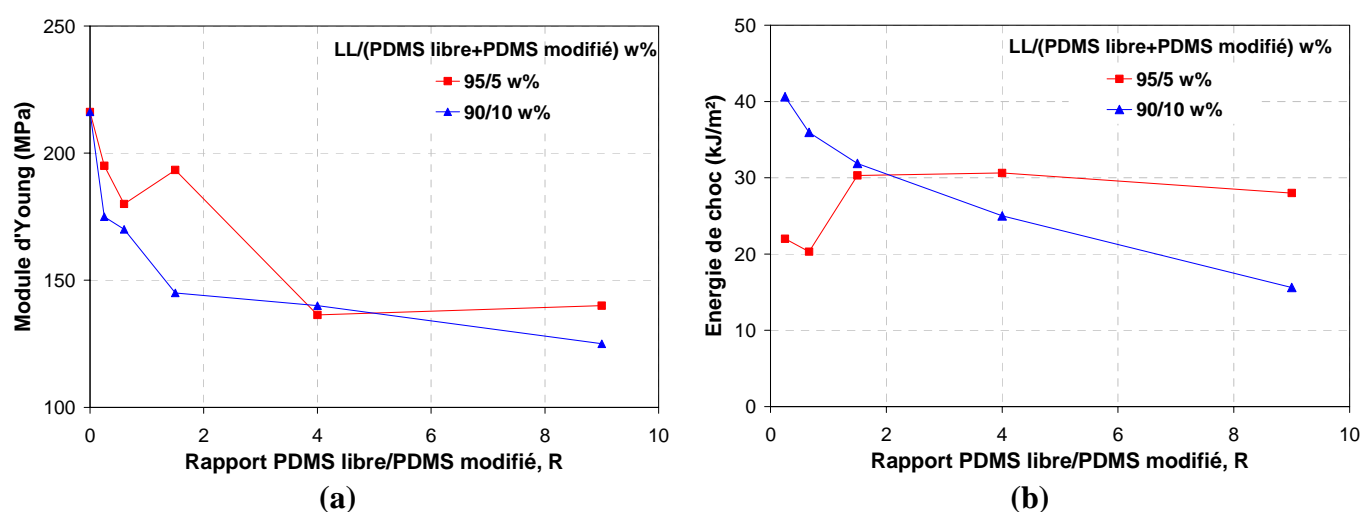 250
200
150
100
Module d'Young (MPa)
LL/(PDMS libre+PDMS modifié) w%
95/5 w%
90/10 w%
0 2 4 6 8 10
Rapport PDMS libre/PDMS modifié, R
(a)
50
40
30
20
10
0
Energie de choc (kJ/m²)
LL/(PDMS libre+PDMS modifié) w%
95/5 w%
90/10 w%
0 2 4 6 8 10
Rapport PDMS libre/PDMS modifié, R
(b)